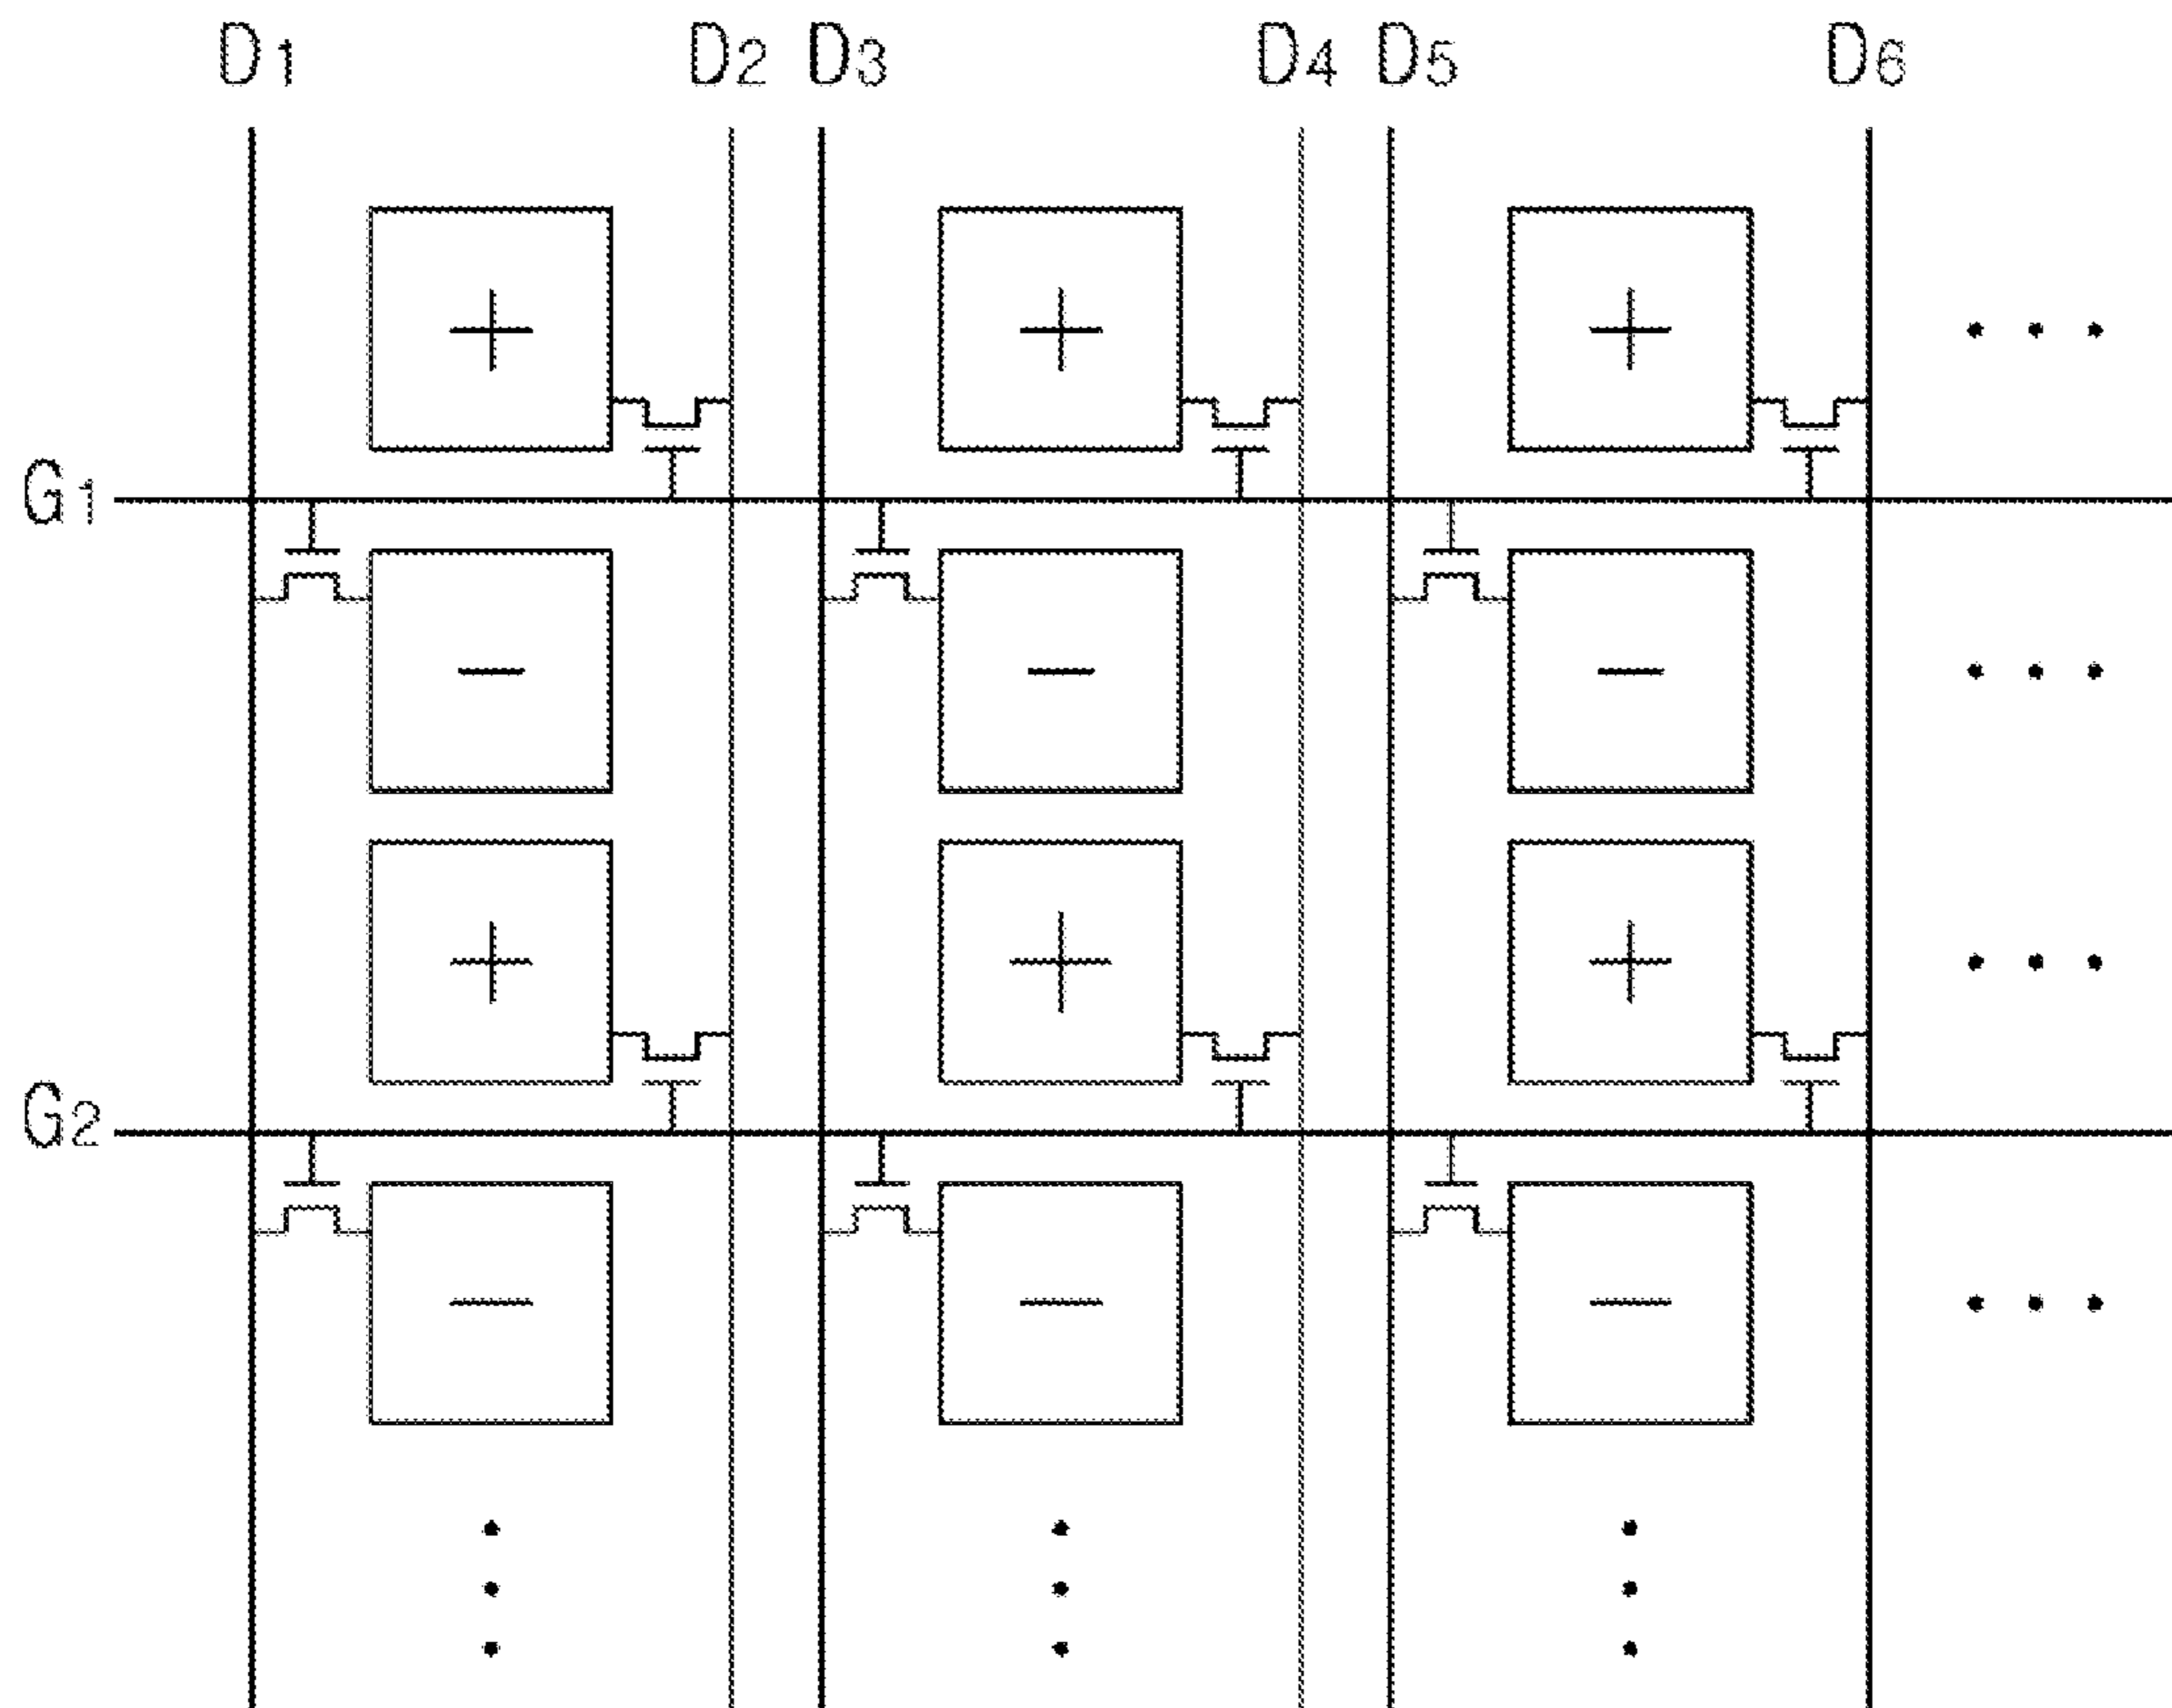 D1 D2 D3 D4 D5 D6
+ + +
G1
− − −
+ + +
G2
− − −